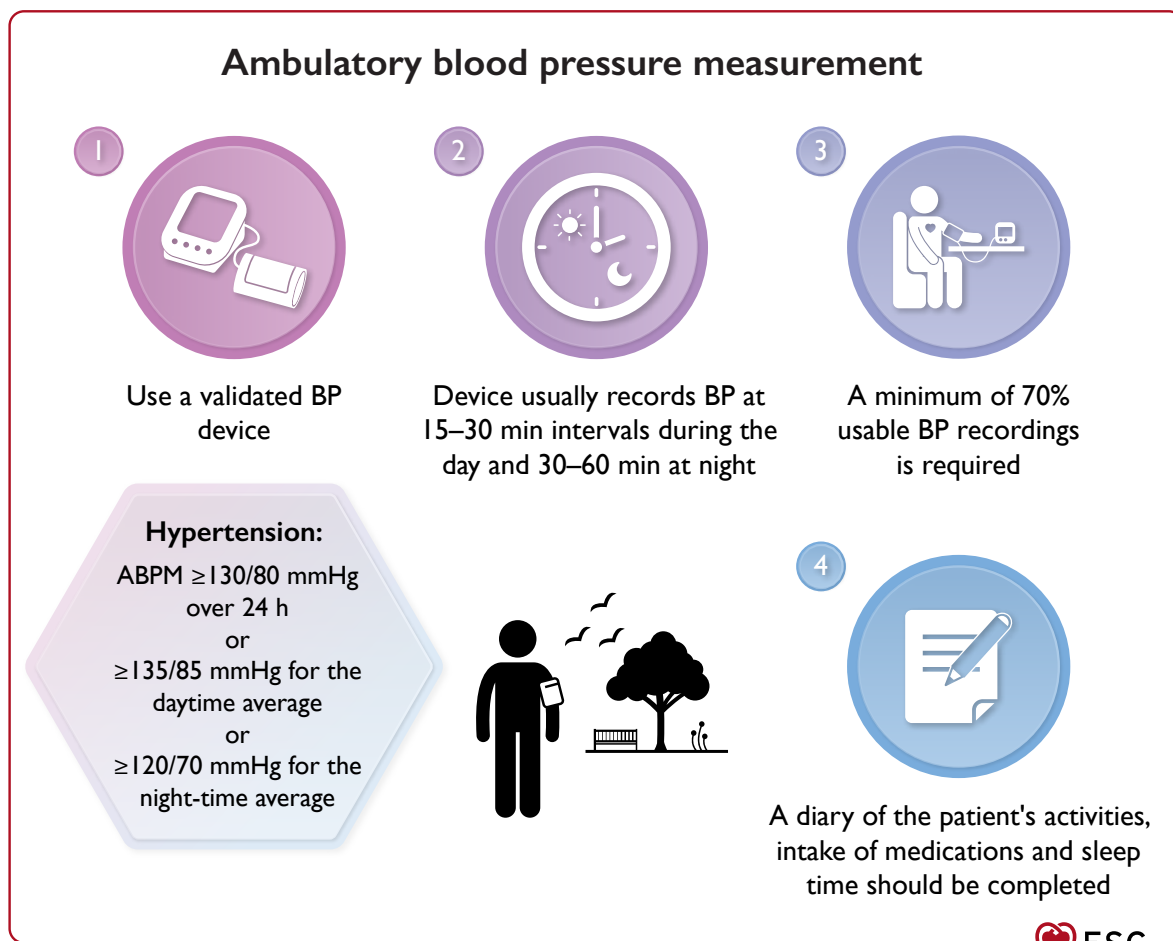 Ambulatory blood pressure measurement
1
Use a validated BP
device
2
Device usually records BP at
15–30 min intervals during the
day and 30–60 min at night
3
A minimum of 70%
usable BP recordings
is required
Hypertension:
ABPM ≥130/80 mmHg
over 24 h
or
≥135/85 mmHg for the
daytime average
or
≥120/70 mmHg for the
night-time average
4
A diary of the patient's activities,
intake of medications and sleep
time should be completed
ESC